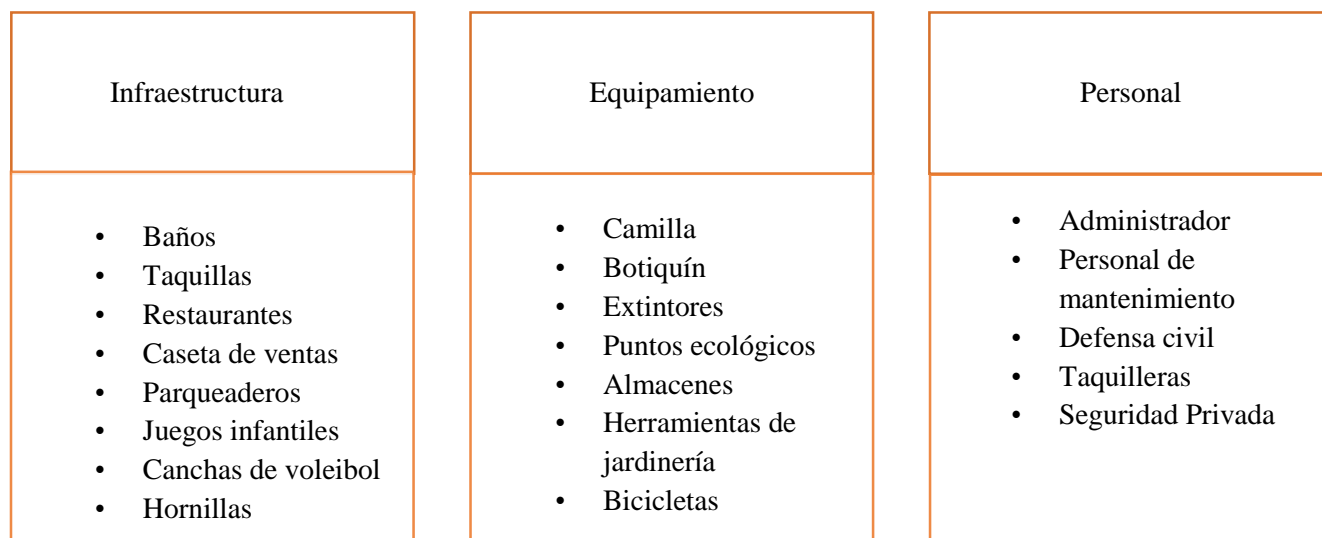 Infraestructura
• Baños
• Taquillas
• Restaurantes
• Caseta de ventas
• Parqueaderos
• Juegos infantiles
• Canchas de voleibol
• Hornillas
Equipamiento
• Camilla
• Botiquín
• Extintores
• Puntos ecológicos
• Almacenes
• Herramientas de
jardinería
• Bicicletas
Personal
• Administrador
• Personal de
mantenimiento
• Defensa civil
• Taquilleras
• Seguridad Privada